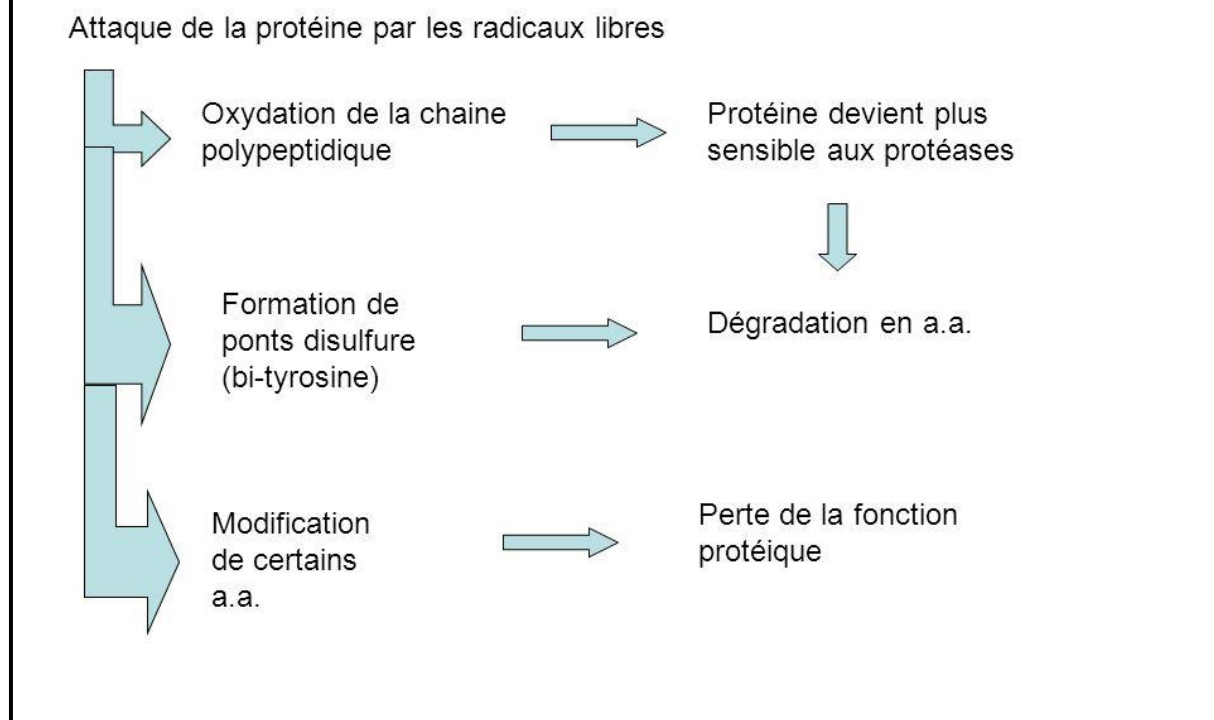 Attaque de la protéine par les radicaux libres
Oxydation de la chaine
polypeptidique
Protéine devient plus
sensible aux protéases
Formation de
ponts disulfure
(bi-tyrosine)
Dégradation en a.a.
Modification
de certains
a.a.
Perte de la fonction
protéique